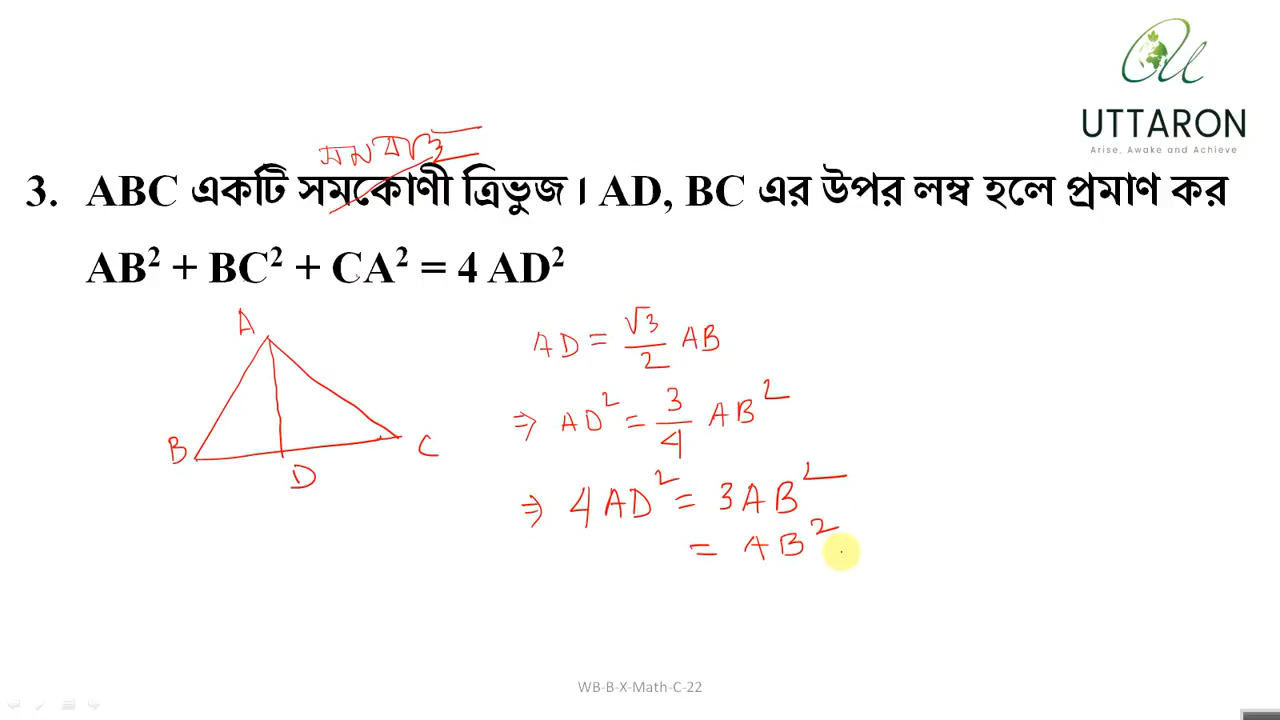 UTTARON
Arise, Awake and Achieve
সমবাহু
3. ABC একটি সমকোণী ত্রিভুজ। AD, BC এর উপর লম্ব হলে প্রমাণ কর
AB² + BC² + CA² = 4 AD²
A
B
D
C
AD = √3/2 AB
⇒ AD² = 3/4 AB²
⇒ 4AD² = 3AB²
= AB²
WB-B-X-Math-C-22